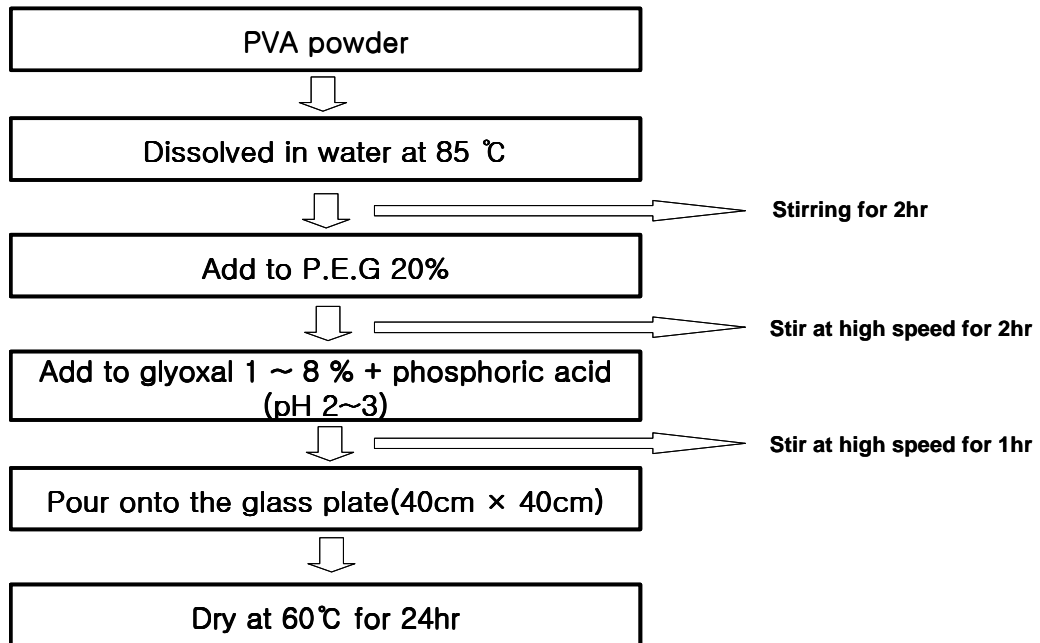 PVA powder
Dissolved in water at 85 ℃
Stirring for 2hr
Add to P.E.G 20%
Stir at high speed for 2hr
Add to glyoxal 1 ~ 8 % + phosphoric acid
(pH 2~3)
Stir at high speed for 1hr
Pour onto the glass plate(40cm × 40cm)
Dry at 60℃ for 24hr